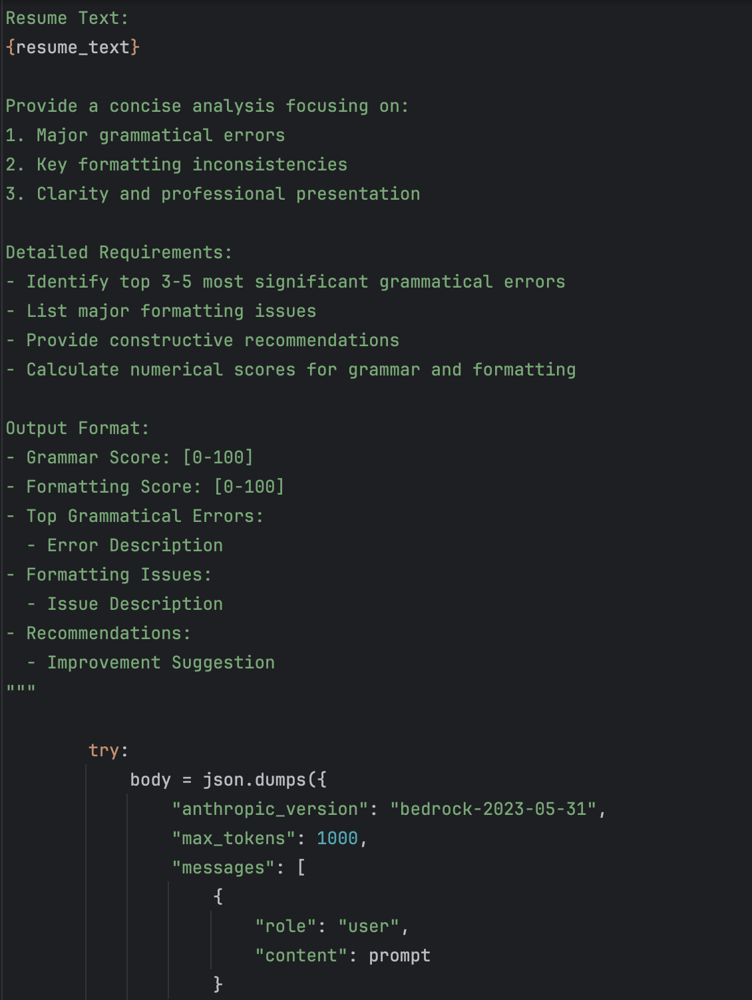 Resume Text:
{resume_text}

Provide a concise analysis focusing on:
1. Major grammatical errors
2. Key formatting inconsistencies
3. Clarity and professional presentation

Detailed Requirements:
- Identify top 3-5 most significant grammatical errors
- List major formatting issues
- Provide constructive recommendations
- Calculate numerical scores for grammar and formatting

Output Format:
- Grammar Score: [0-100]
- Formatting Score: [0-100]
- Top Grammatical Errors:
  - Error Description
- Formatting Issues:
  - Issue Description
- Recommendations:
  - Improvement Suggestion
"""

        try:
            body = json.dumps({
                "anthropic_version": "bedrock-2023-05-31",
                "max_tokens": 1000,
                "messages": [
                    {
                        "role": "user",
                        "content": prompt
                    }